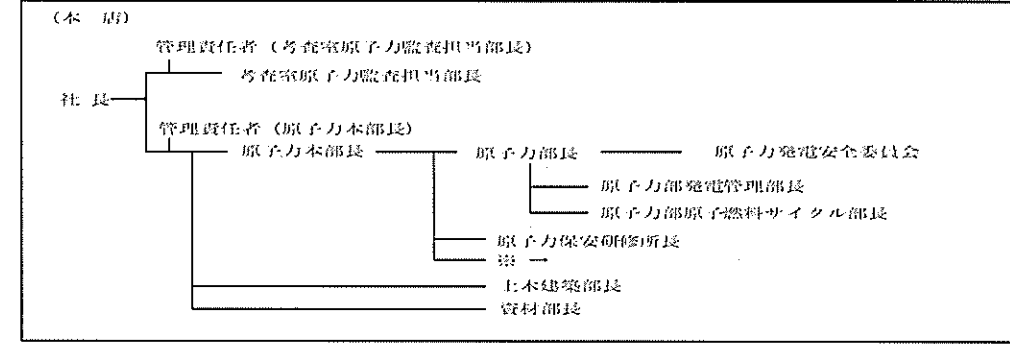 (本 店)
管理責任者（考査室原子力監査担当部長）
考査室原子力監査担当部長
社 長
管理責任者（原子力本部長）
原子力本部長 原子力部長 原子力発電安全委員会
原子力部発電管理部長
原子力部原子燃料サイクル部長
原子力保安研修所長
※ →
土木建築部長
資材部長